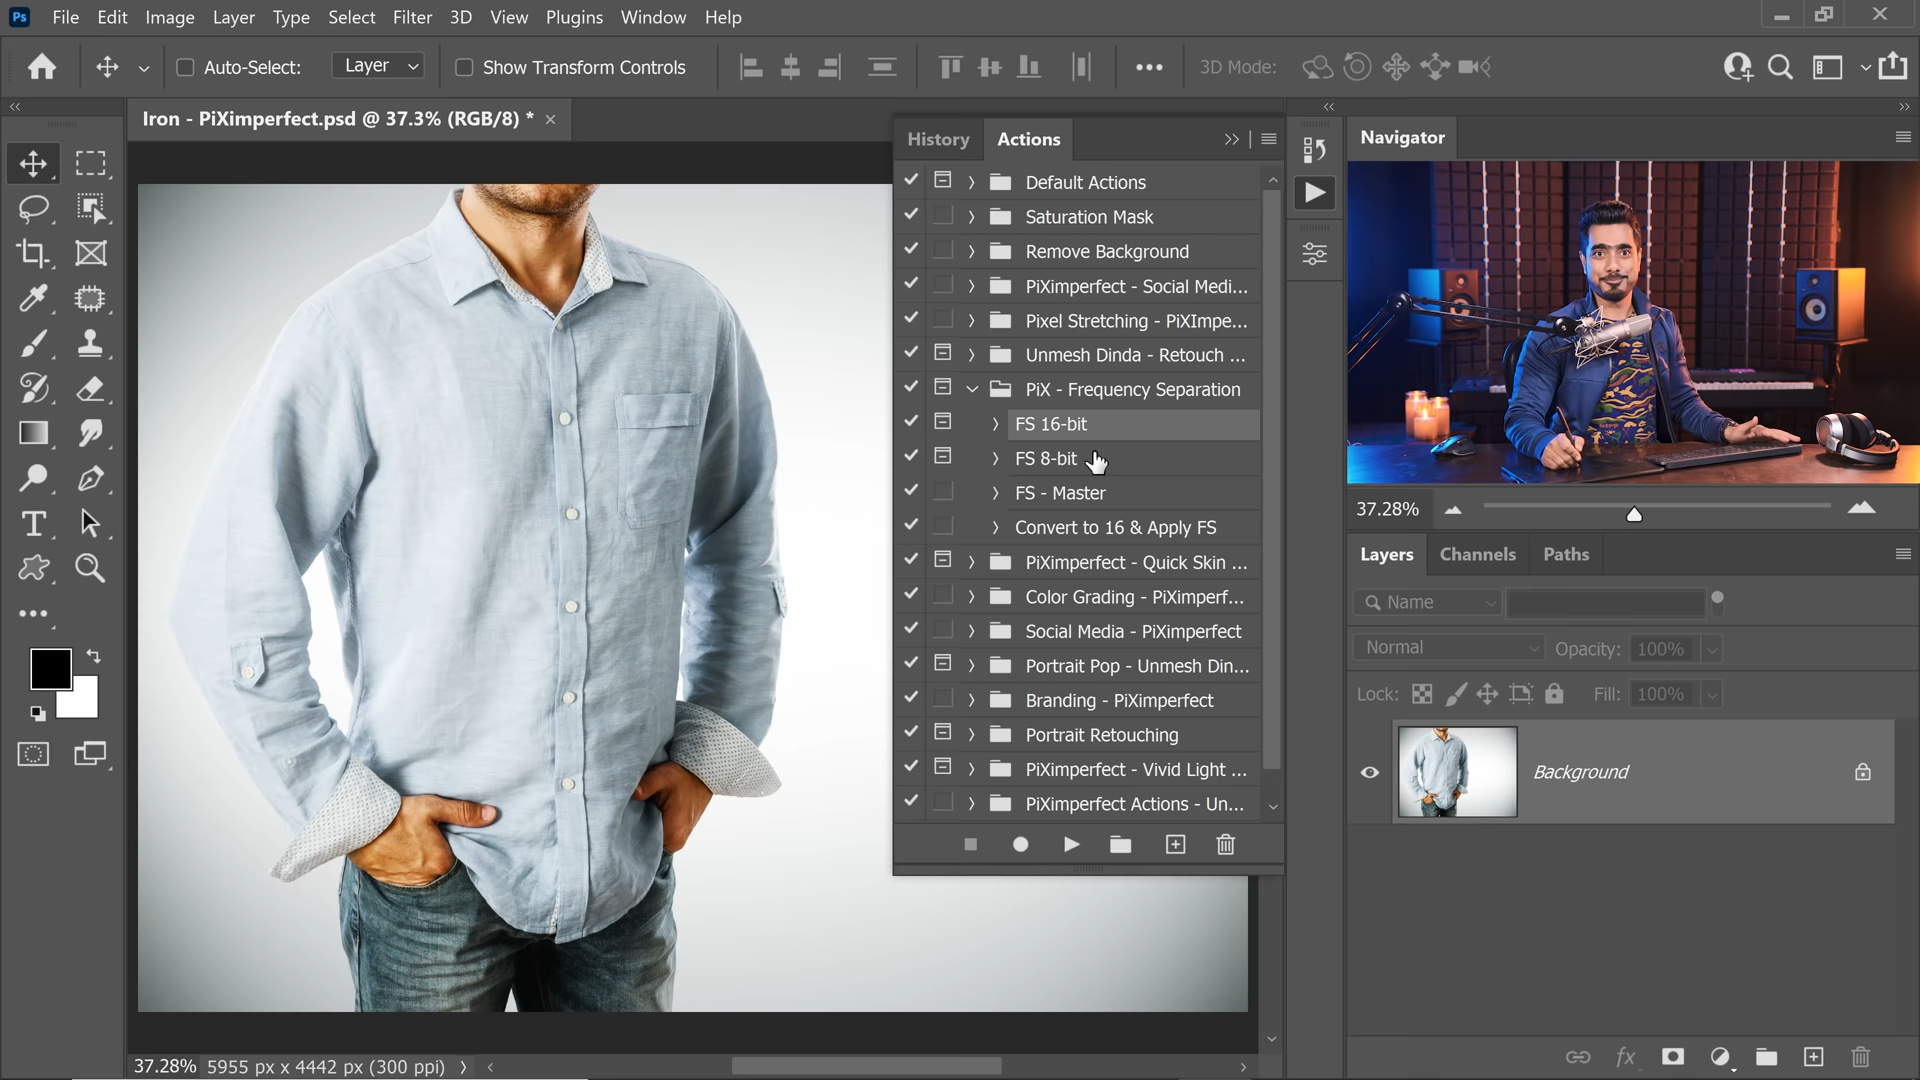 Ps File Edit Image Layer Type Select Filter 3D View Plugins Window Help
Auto-Select: Layer Show Transform Controls 3D Mode:
Iron - PiXimperfect.psd @ 37.3% (RGB/8) *
History Actions
Default Actions
Saturation Mask
Remove Background
PiXimperfect - Social Medi...
Pixel Stretching - PiXImpe...
Unmesh Dinda - Retouch ...
PiX - Frequency Separation
FS 16-bit
FS 8-bit
FS - Master
Convert to 16 & Apply FS
PiXimperfect - Quick Skin ...
Color Grading - PiXimperf...
Social Media - PiXimperfect
Portrait Pop - Unmesh Din...
Branding - PiXimperfect
Portrait Retouching
PiXimperfect - Vivid Light ...
PiXimperfect Actions - Un...
Navigator
37.28%
Layers Channels Paths
Name
Normal Opacity: 100%
Lock: Fill: 100%
Background
fx
37.28% 5955 px x 4442 px (300 ppi)